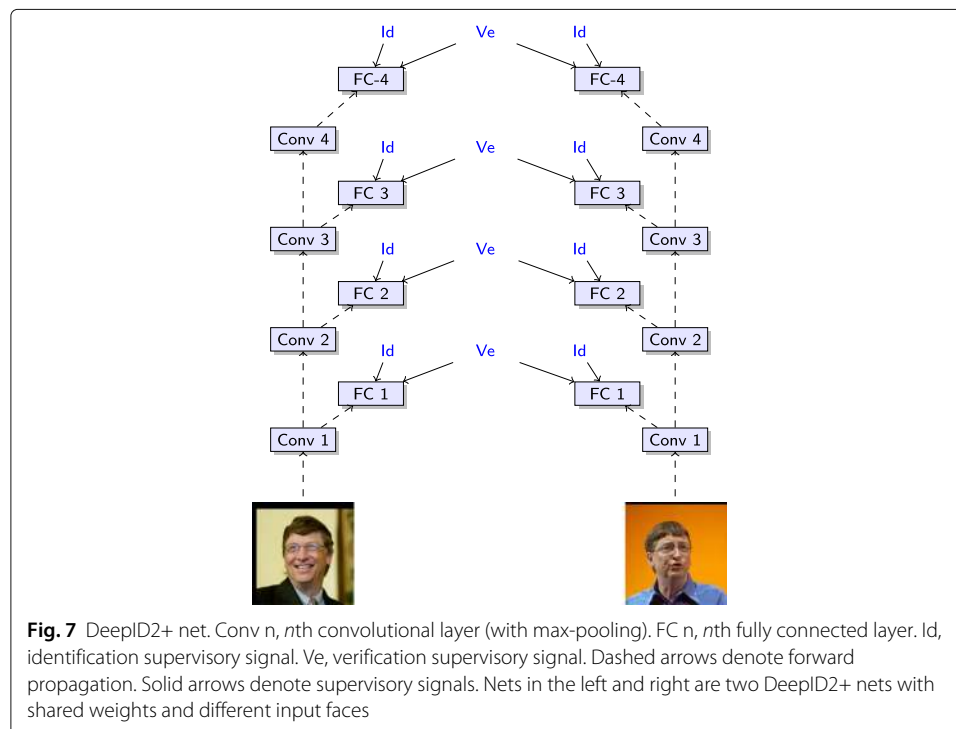 Id Ve Id
FC-4 FC-4
Conv 4 Conv 4
Id Ve Id
FC 3 FC 3
Conv 3 Conv 3
Id Ve Id
FC 2 FC 2
Conv 2 Conv 2
Id Ve Id
FC 1 FC 1
Conv 1 Conv 1
Fig. 7 DeepID2+ net. Conv n, nth convolutional layer (with max-pooling). FC n, nth fully connected layer. Id,
identification supervisory signal. Ve, verification supervisory signal. Dashed arrows denote forward
propagation. Solid arrows denote supervisory signals. Nets in the left and right are two DeepID2+ nets with
shared weights and different input faces